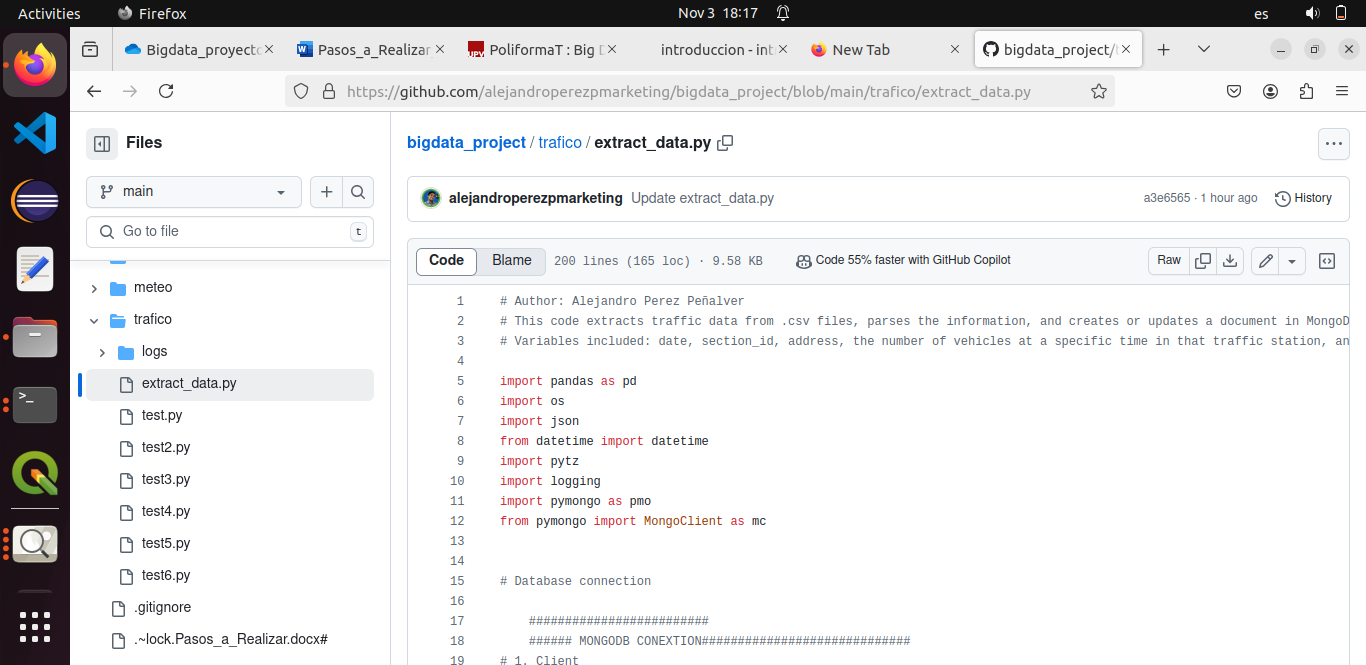 Activities Firefox Nov 3 18:17 es
Bigdata_proyecto Pasos_a_Realizar PoliformaT : Big D introduccion - int New Tab bigdata_project/t
https://github.com/alejandroperezpmarketing/bigdata_project/blob/main/trafico/extract_data.py
Files
main
Go to file t
meteo
trafico
logs
extract_data.py
test.py
test2.py
test3.py
test4.py
test5.py
test6.py
.gitignore
.~lock.Pasos_a_Realizar.docx#
bigdata_project / trafico / extract_data.py
alejandroperezpmarketing Update extract_data.py a3e6565 · 1 hour ago History
Code Blame 200 lines (165 loc) · 9.58 KB Code 55% faster with GitHub Copilot Raw
1 # Author: Alejandro Perez Peñalver
2 # This code extracts traffic data from .csv files, parses the information, and creates or updates a document in MongoD
3 # Variables included: date, section_id, address, the number of vehicles at a specific time in that traffic station, an
4
5 import pandas as pd
6 import os
7 import json
8 from datetime import datetime
9 import pytz
10 import logging
11 import pymongo as pmo
12 from pymongo import MongoClient as mc
13
14
15 # Database connection
16
17 #########################
18 ###### MONGODB CONEXTION#############################
19 # 1. Client